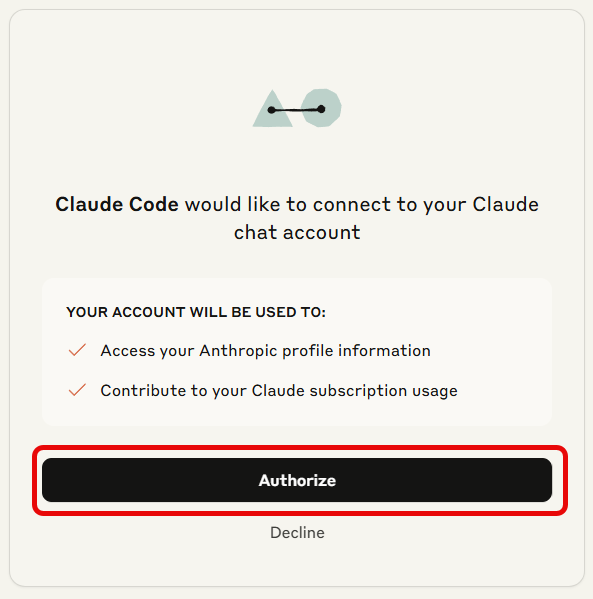 Claude Code would like to connect to your Claude
chat account
YOUR ACCOUNT WILL BE USED TO:
Access your Anthropic profile information
Contribute to your Claude subscription usage
Authorize
Decline